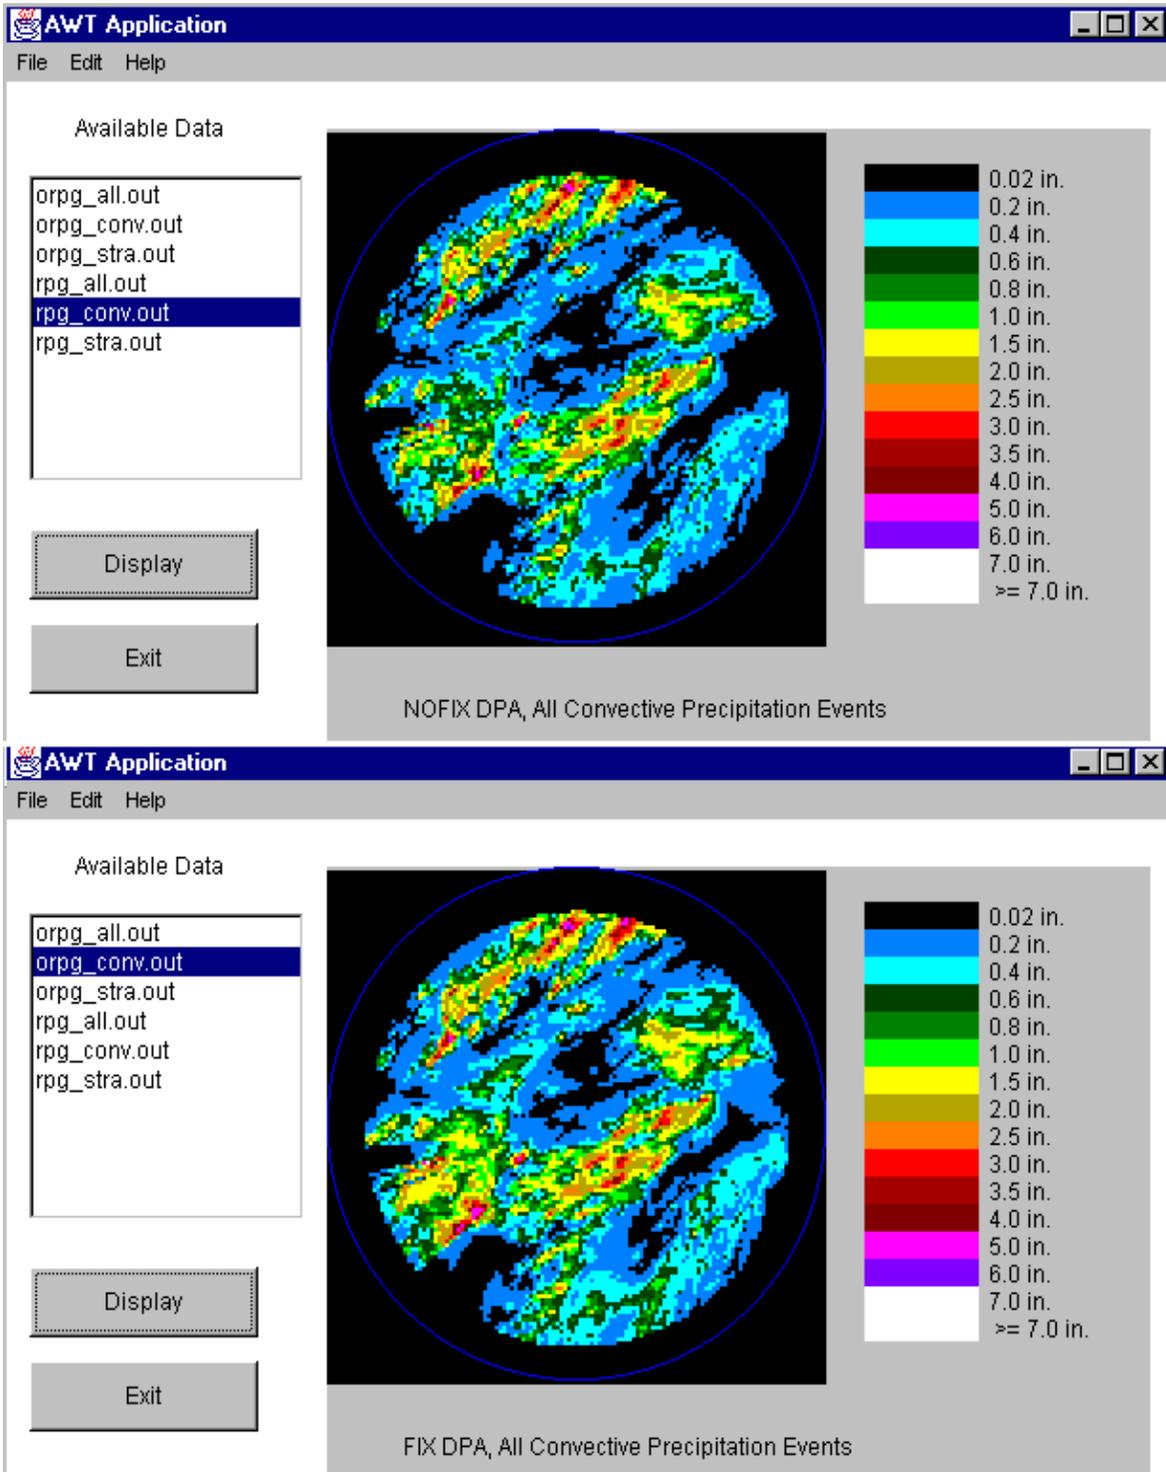 AWT Application
File Edit Help
Available Data
orpg_all.out
orpg_conv.out
orpg_stra.out
rpg_all.out
rpg_conv.out
rpg_stra.out
Display
Exit
0.02 in.
0.2 in.
0.4 in.
0.6 in.
0.8 in.
1.0 in.
1.5 in.
2.0 in.
2.5 in.
3.0 in.
3.5 in.
4.0 in.
5.0 in.
6.0 in.
7.0 in.
>= 7.0 in.
NOFIX DPA, All Convective Precipitation Events
AWT Application
File Edit Help
Available Data
orpg_all.out
orpg_conv.out
orpg_stra.out
rpg_all.out
rpg_conv.out
rpg_stra.out
Display
Exit
0.02 in.
0.2 in.
0.4 in.
0.6 in.
0.8 in.
1.0 in.
1.5 in.
2.0 in.
2.5 in.
3.0 in.
3.5 in.
4.0 in.
5.0 in.
6.0 in.
7.0 in.
>= 7.0 in.
FIX DPA, All Convective Precipitation Events